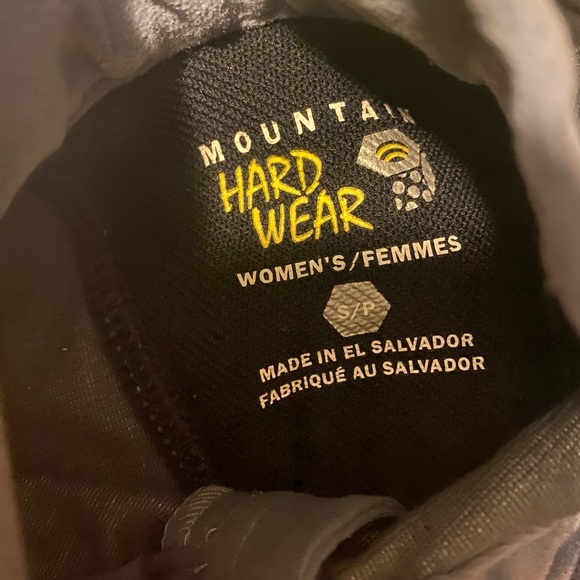 MOUNTAIN
HARD
WEAR
WOMEN'S/FEMMES
S/P
MADE IN EL SALVADOR
FABRIQUÉ AU SALVADOR